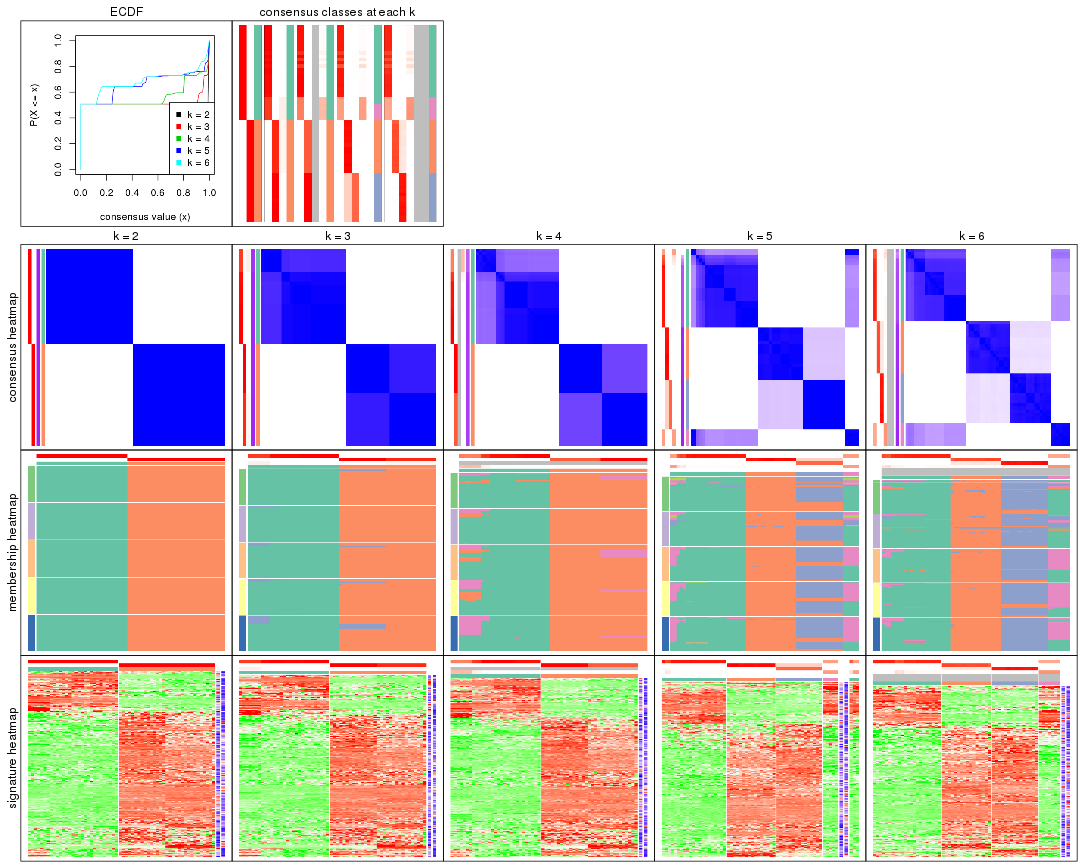 ECDF
consensus classes at each k
P(X <= x)
0.0
0.2
0.4
0.6
0.8
1.0
k = 2
k = 3
k = 4
k = 5
k = 6
0.0 0.2 0.4 0.6 0.8 1.0
consensus value (x)
k = 2
k = 3
k = 4
k = 5
k = 6
consensus heatmap
membership heatmap
signature heatmap